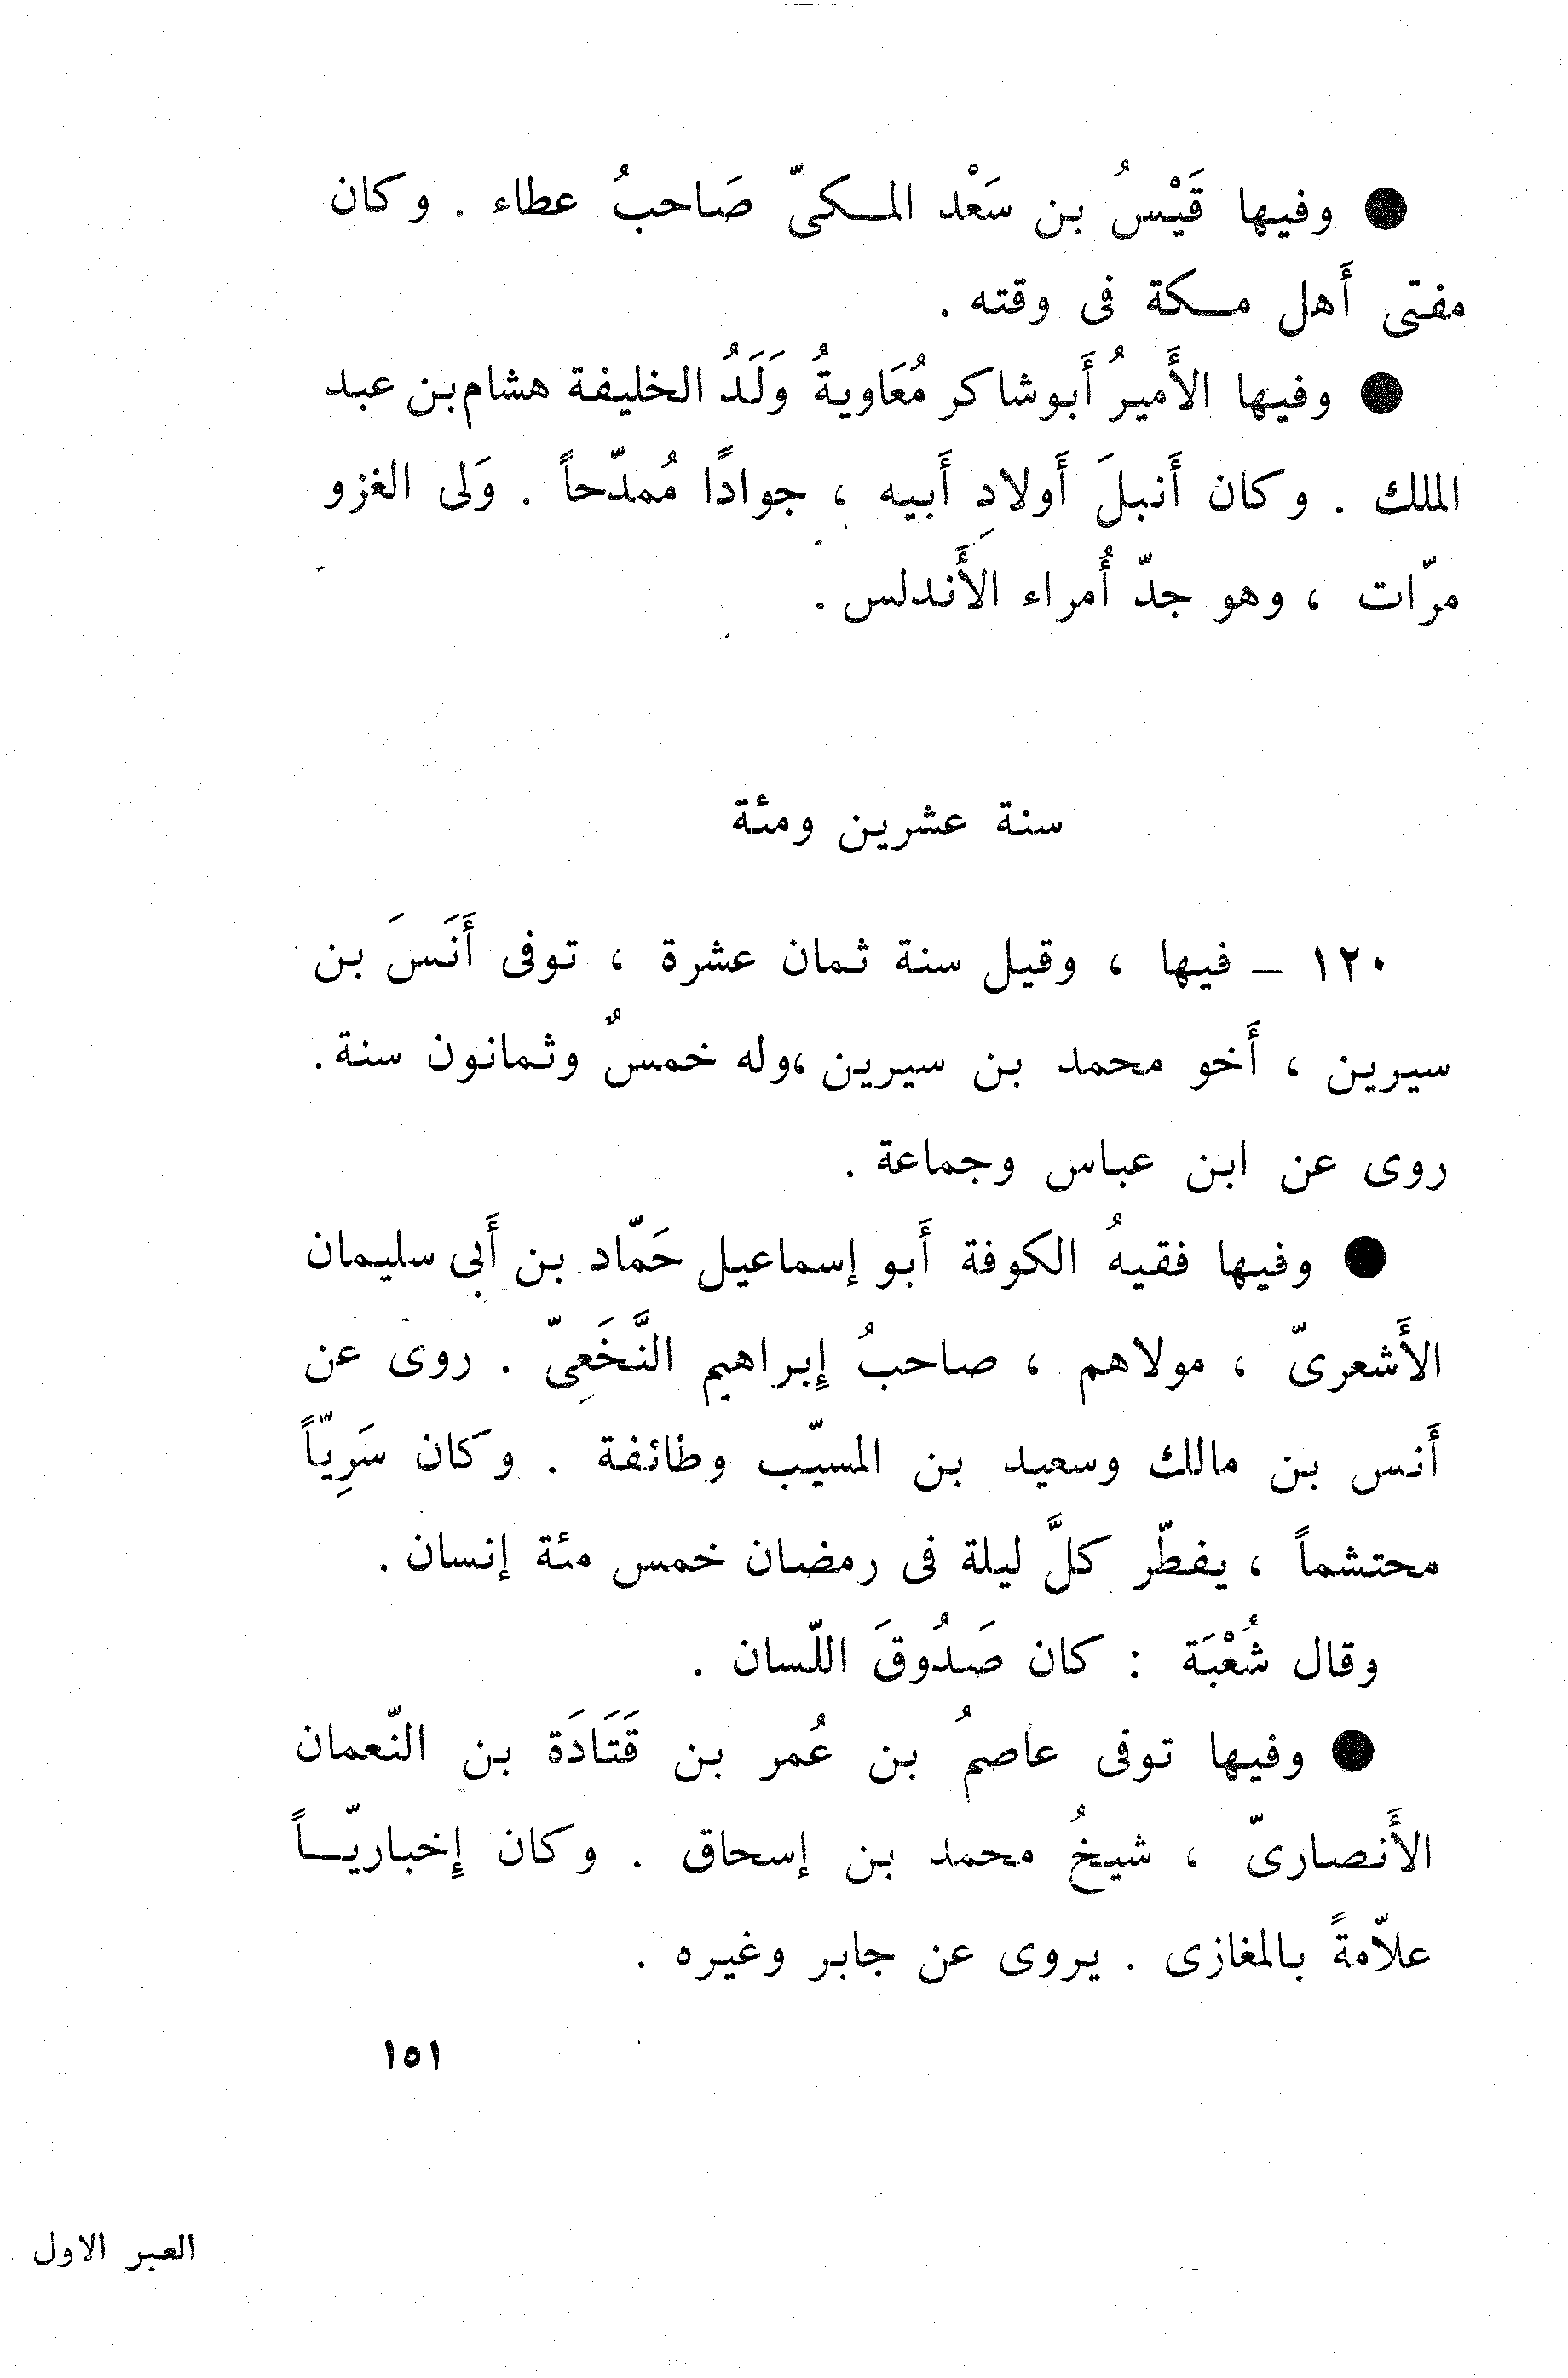 ● وفيها قَيْسُ بن سَعْد المـكىّ صَاحبُ عطاء . وكان
مفتى أَهل مـكة فى وقته .
● وفيها الأَميرُ أَبوشاكر مُعَاويةُ وَلَدُ الخليفة هشام بن عبد
الملك . وكان أَنبلَ أَولادِ أَبيه ، جوادًا مُمدّحاً . وَلى الغزو
مرّات ، وهو جدّ أُمراء الأَندلس .
سنة عشرين ومئة
١٢٠ – فيها ، وقيل سنة ثمان عشرة ، توفى أَنَسَ بن
سيرين ، أَخو محمد بن سيرين ،وله خمسٌ وثمانون سنة .
روى عن ابن عباس وجماعة .
● وفيها فقيهُ الكوفة أَبو إسماعيل حَمّاد بن أَبى سليمان
الأَشعرىّ ، مولاهم ، صاحبُ إِبراهيم النَّخَعِىّ . روى عن
أَنس بن مالك وسعيد بن المسيّب وطائفة . وكان سَرِيّاً
محتشماً ، يفطّر كلَّ ليلة فى رمضان خمس مئة إنسان .
وقال شُعْبَة : كان صَدُوقَ اللّسان .
● وفيها توفى عاصمُ بن عُمر بن قَتَادَة بن النّعمان
الأَنصارىّ ، شيخُ محمد بن إسحاق . وكان إِخباريّـاً
علاّمةً بالمغازى . يروى عن جابر وغيره .
١٥١
العبر الاول